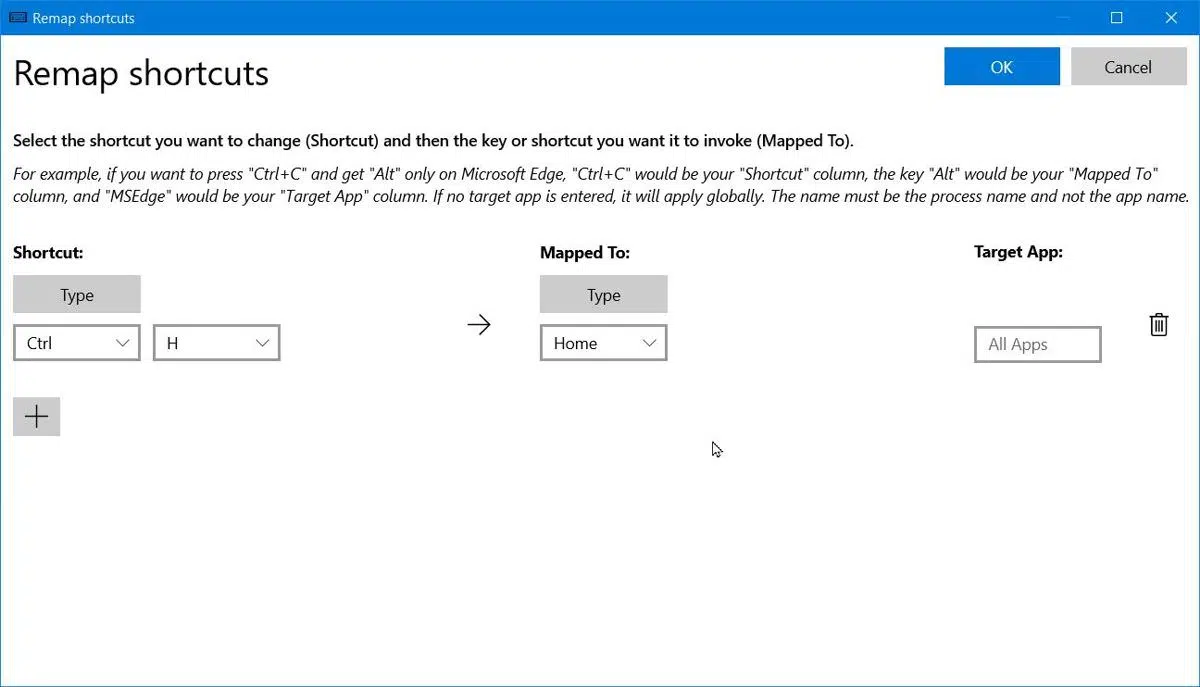 Remap shortcuts
Remap shortcuts
OK
Cancel
Select the shortcut you want to change (Shortcut) and then the key or shortcut you want it to invoke (Mapped To).
For example, if you want to press "Ctrl+C" and get "Alt" only on Microsoft Edge, "Ctrl+C" would be your "Shortcut" column, the key "Alt" would be your "Mapped To"
column, and "MSEdge" would be your "Target App" column. If no target app is entered, it will apply globally. The name must be the process name and not the app name.
Shortcut:
Mapped To:
Target App:
Type
Type
Ctrl
H
Home
All Apps